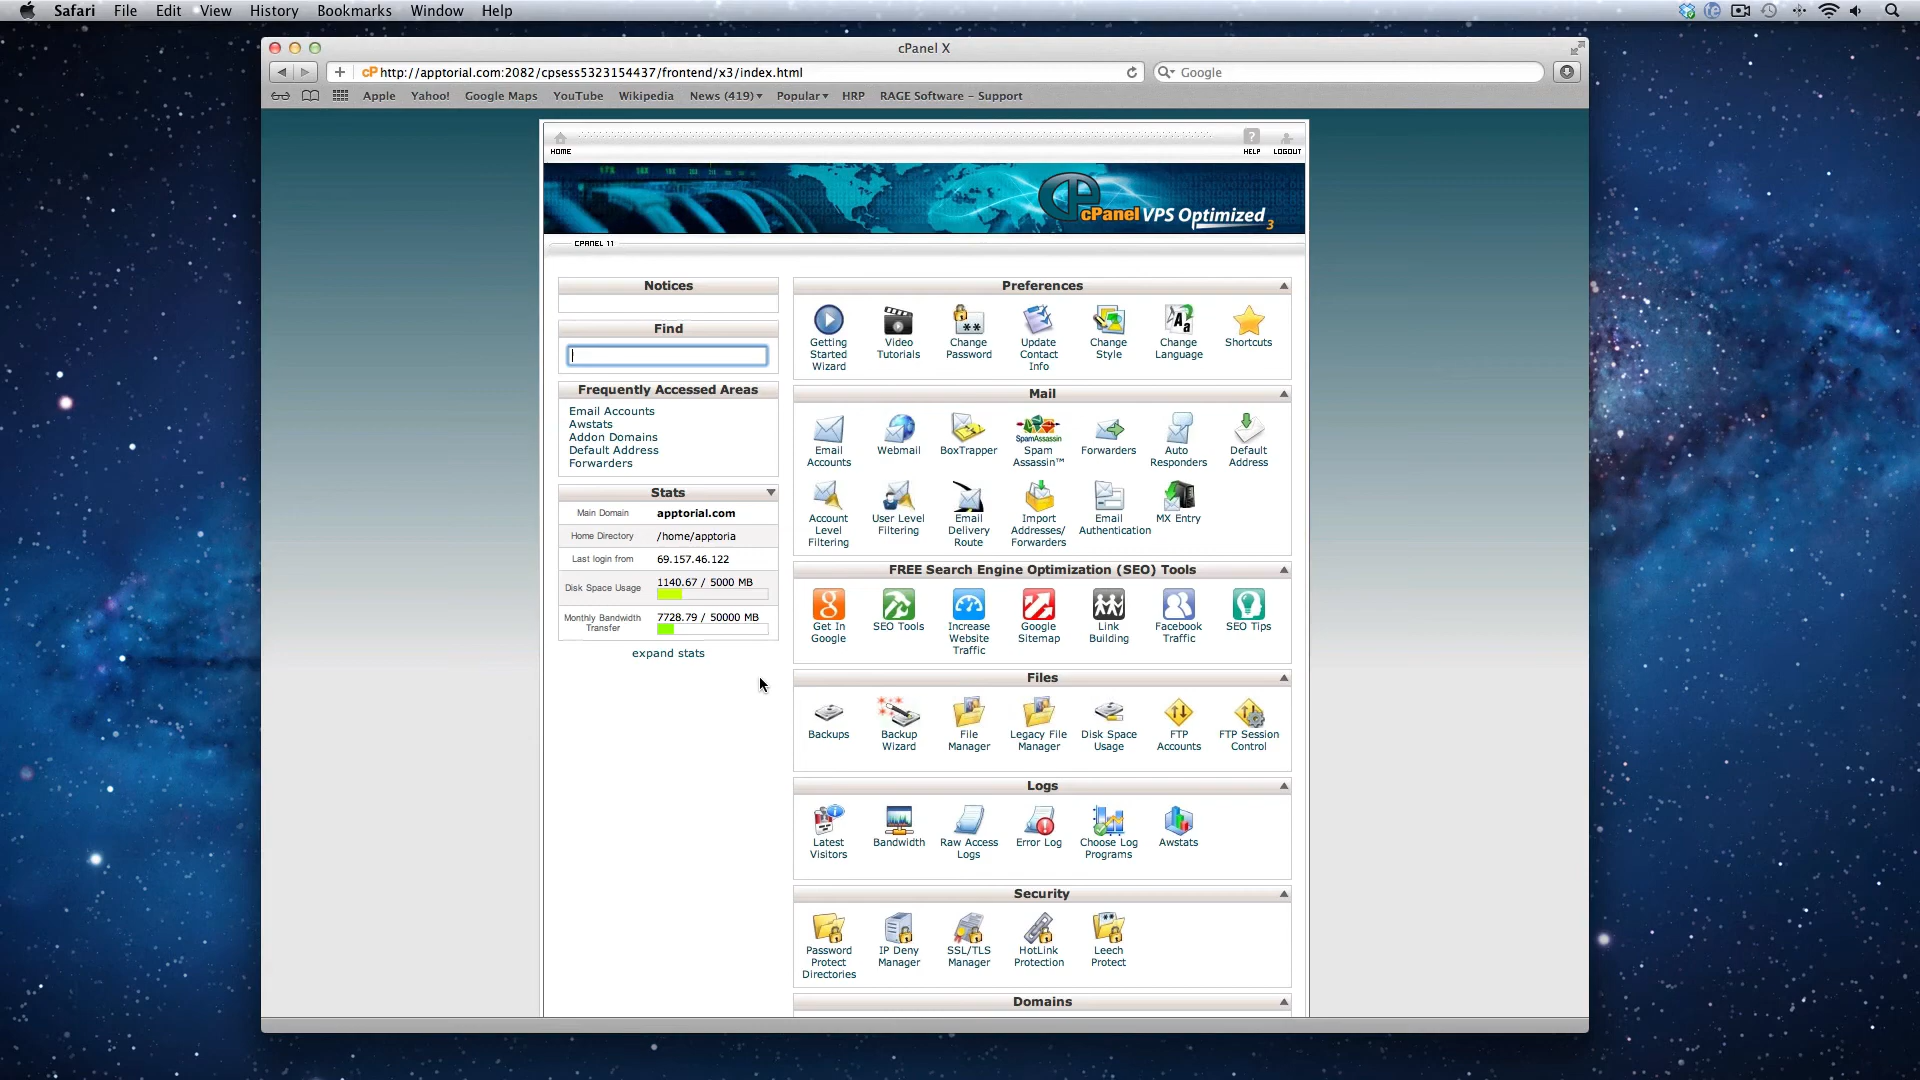 Safari File Edit View History Bookmarks Window Help
cPanel X
cP http://apptorial.com:2082/cpsess5323154437/frontend/x3/index.html
Google
Apple Yahoo! Google Maps YouTube Wikipedia News (419) Popular HRP RAGE Software – Support
HOME
? HELP
LOGOUT
cPanel VPS Optimized 3
CPANEL 11
Notices
Find
Frequently Accessed Areas
Email Accounts
Awstats
Addon Domains
Default Address
Forwarders
Stats
Main Domain apptorial.com
Home Directory /home/apptoria
Last login from 69.157.46.122
Disk Space Usage 1140.67 / 5000 MB
Monthly Bandwidth Transfer 7728.79 / 50000 MB
expand stats
Preferences
Getting Started Wizard
Video Tutorials
Change Password
Update Contact Info
Change Style
Change Language
Shortcuts
Mail
Email Accounts
Webmail
BoxTrapper
SpamAssassin
Spam Assassin™
Forwarders
Auto Responders
Default Address
Account Level Filtering
User Level Filtering
Email Delivery Route
Import Addresses/ Forwarders
Email Authentication
MX Entry
FREE Search Engine Optimization (SEO) Tools
Get In Google
SEO Tools
Increase Website Traffic
Google Sitemap
Link Building
Facebook Traffic
SEO Tips
Files
Backups
Backup Wizard
File Manager
Legacy File Manager
Disk Space Usage
FTP Accounts
FTP Session Control
Logs
Latest Visitors
Bandwidth
Raw Access Logs
Error Log
Choose Log Programs
Awstats
Security
Password Protect Directories
IP Deny Manager
SSL/TLS Manager
HotLink Protection
Leech Protect
Domains